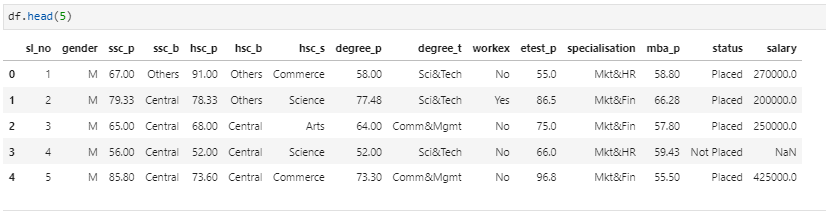 df.head(5)
sl_no gender ssc_p ssc_b hsc_p hsc_b hsc_s degree_p degree_t workex etest_p specialisation mba_p status salary
0 1 M 67.00 Others 91.00 Others Commerce 58.00 Sci&Tech No 55.0 Mkt&HR 58.80 Placed 270000.0
1 2 M 79.33 Central 78.33 Others Science 77.48 Sci&Tech Yes 86.5 Mkt&Fin 66.28 Placed 200000.0
2 3 M 65.00 Central 68.00 Central Arts 64.00 Comm&Mgmt No 75.0 Mkt&Fin 57.80 Placed 250000.0
3 4 M 56.00 Central 52.00 Central Science 52.00 Sci&Tech No 66.0 Mkt&HR 59.43 Not Placed NaN
4 5 M 85.80 Central 73.60 Central Commerce 73.30 Comm&Mgmt No 96.8 Mkt&Fin 55.50 Placed 425000.0